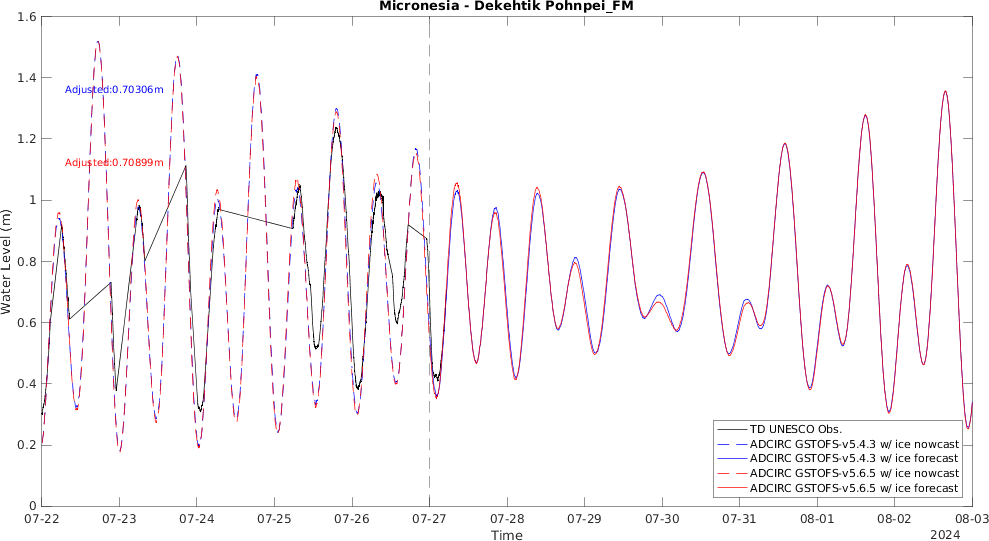 Micronesia - Dekehtik Pohnpei_FM
1.6
1.4
1.2
1
0.8
0.6
0.4
0.2
0
Water Level (m)
Adjusted:0.70306m
Adjusted:0.70899m
TD UNESCO Obs.
ADCIRC GSTOFS-v5.4.3 w/ ice nowcast
ADCIRC GSTOFS-v5.4.3 w/ ice forecast
ADCIRC GSTOFS-v5.6.5 w/ ice nowcast
ADCIRC GSTOFS-v5.6.5 w/ ice forecast
07-22 07-23 07-24 07-25 07-26 07-27 07-28 07-29 07-30 07-31 08-01 08-02 08-03
Time
2024